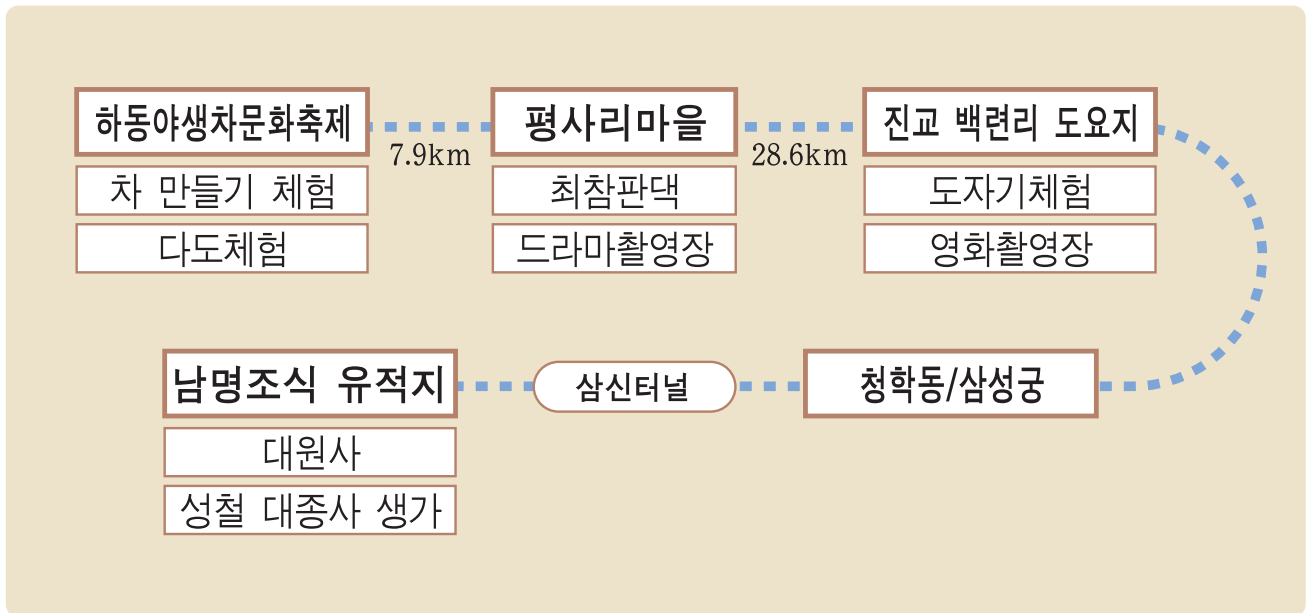 하동야생차문화축제
차 만들기 체험
다도체험
7.9km
평사리마을
최참판댁
드라마촬영장
28.6km
진교 백련리 도요지
도자기체험
영화촬영장
청학동/삼성궁
삼신터널
남명조식 유적지
대원사
성철 대종사 생가